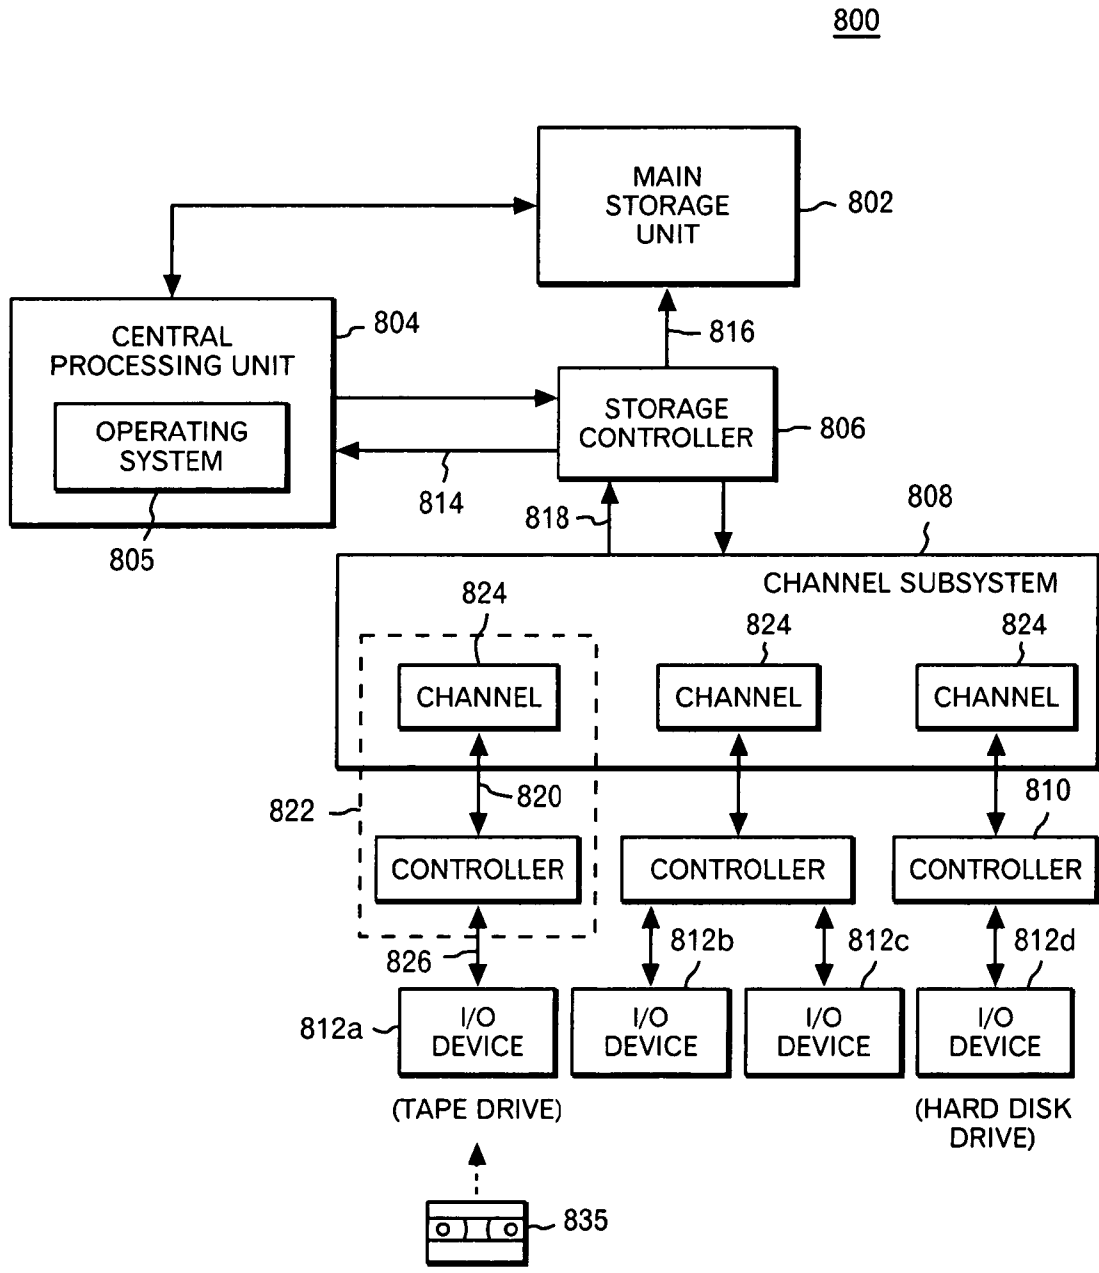 800
MAIN
STORAGE
UNIT
802
804
CENTRAL
PROCESSING UNIT
816
OPERATING
SYSTEM
STORAGE
CONTROLLER
806
814
818
808
805
CHANNEL SUBSYSTEM
824
824
824
CHANNEL
CHANNEL
CHANNEL
822
820
810
CONTROLLER
CONTROLLER
CONTROLLER
826
812b
812c
812d
812a
I/O
DEVICE
I/O
DEVICE
I/O
DEVICE
I/O
DEVICE
(TAPE DRIVE)
(HARD DISK
DRIVE)
835